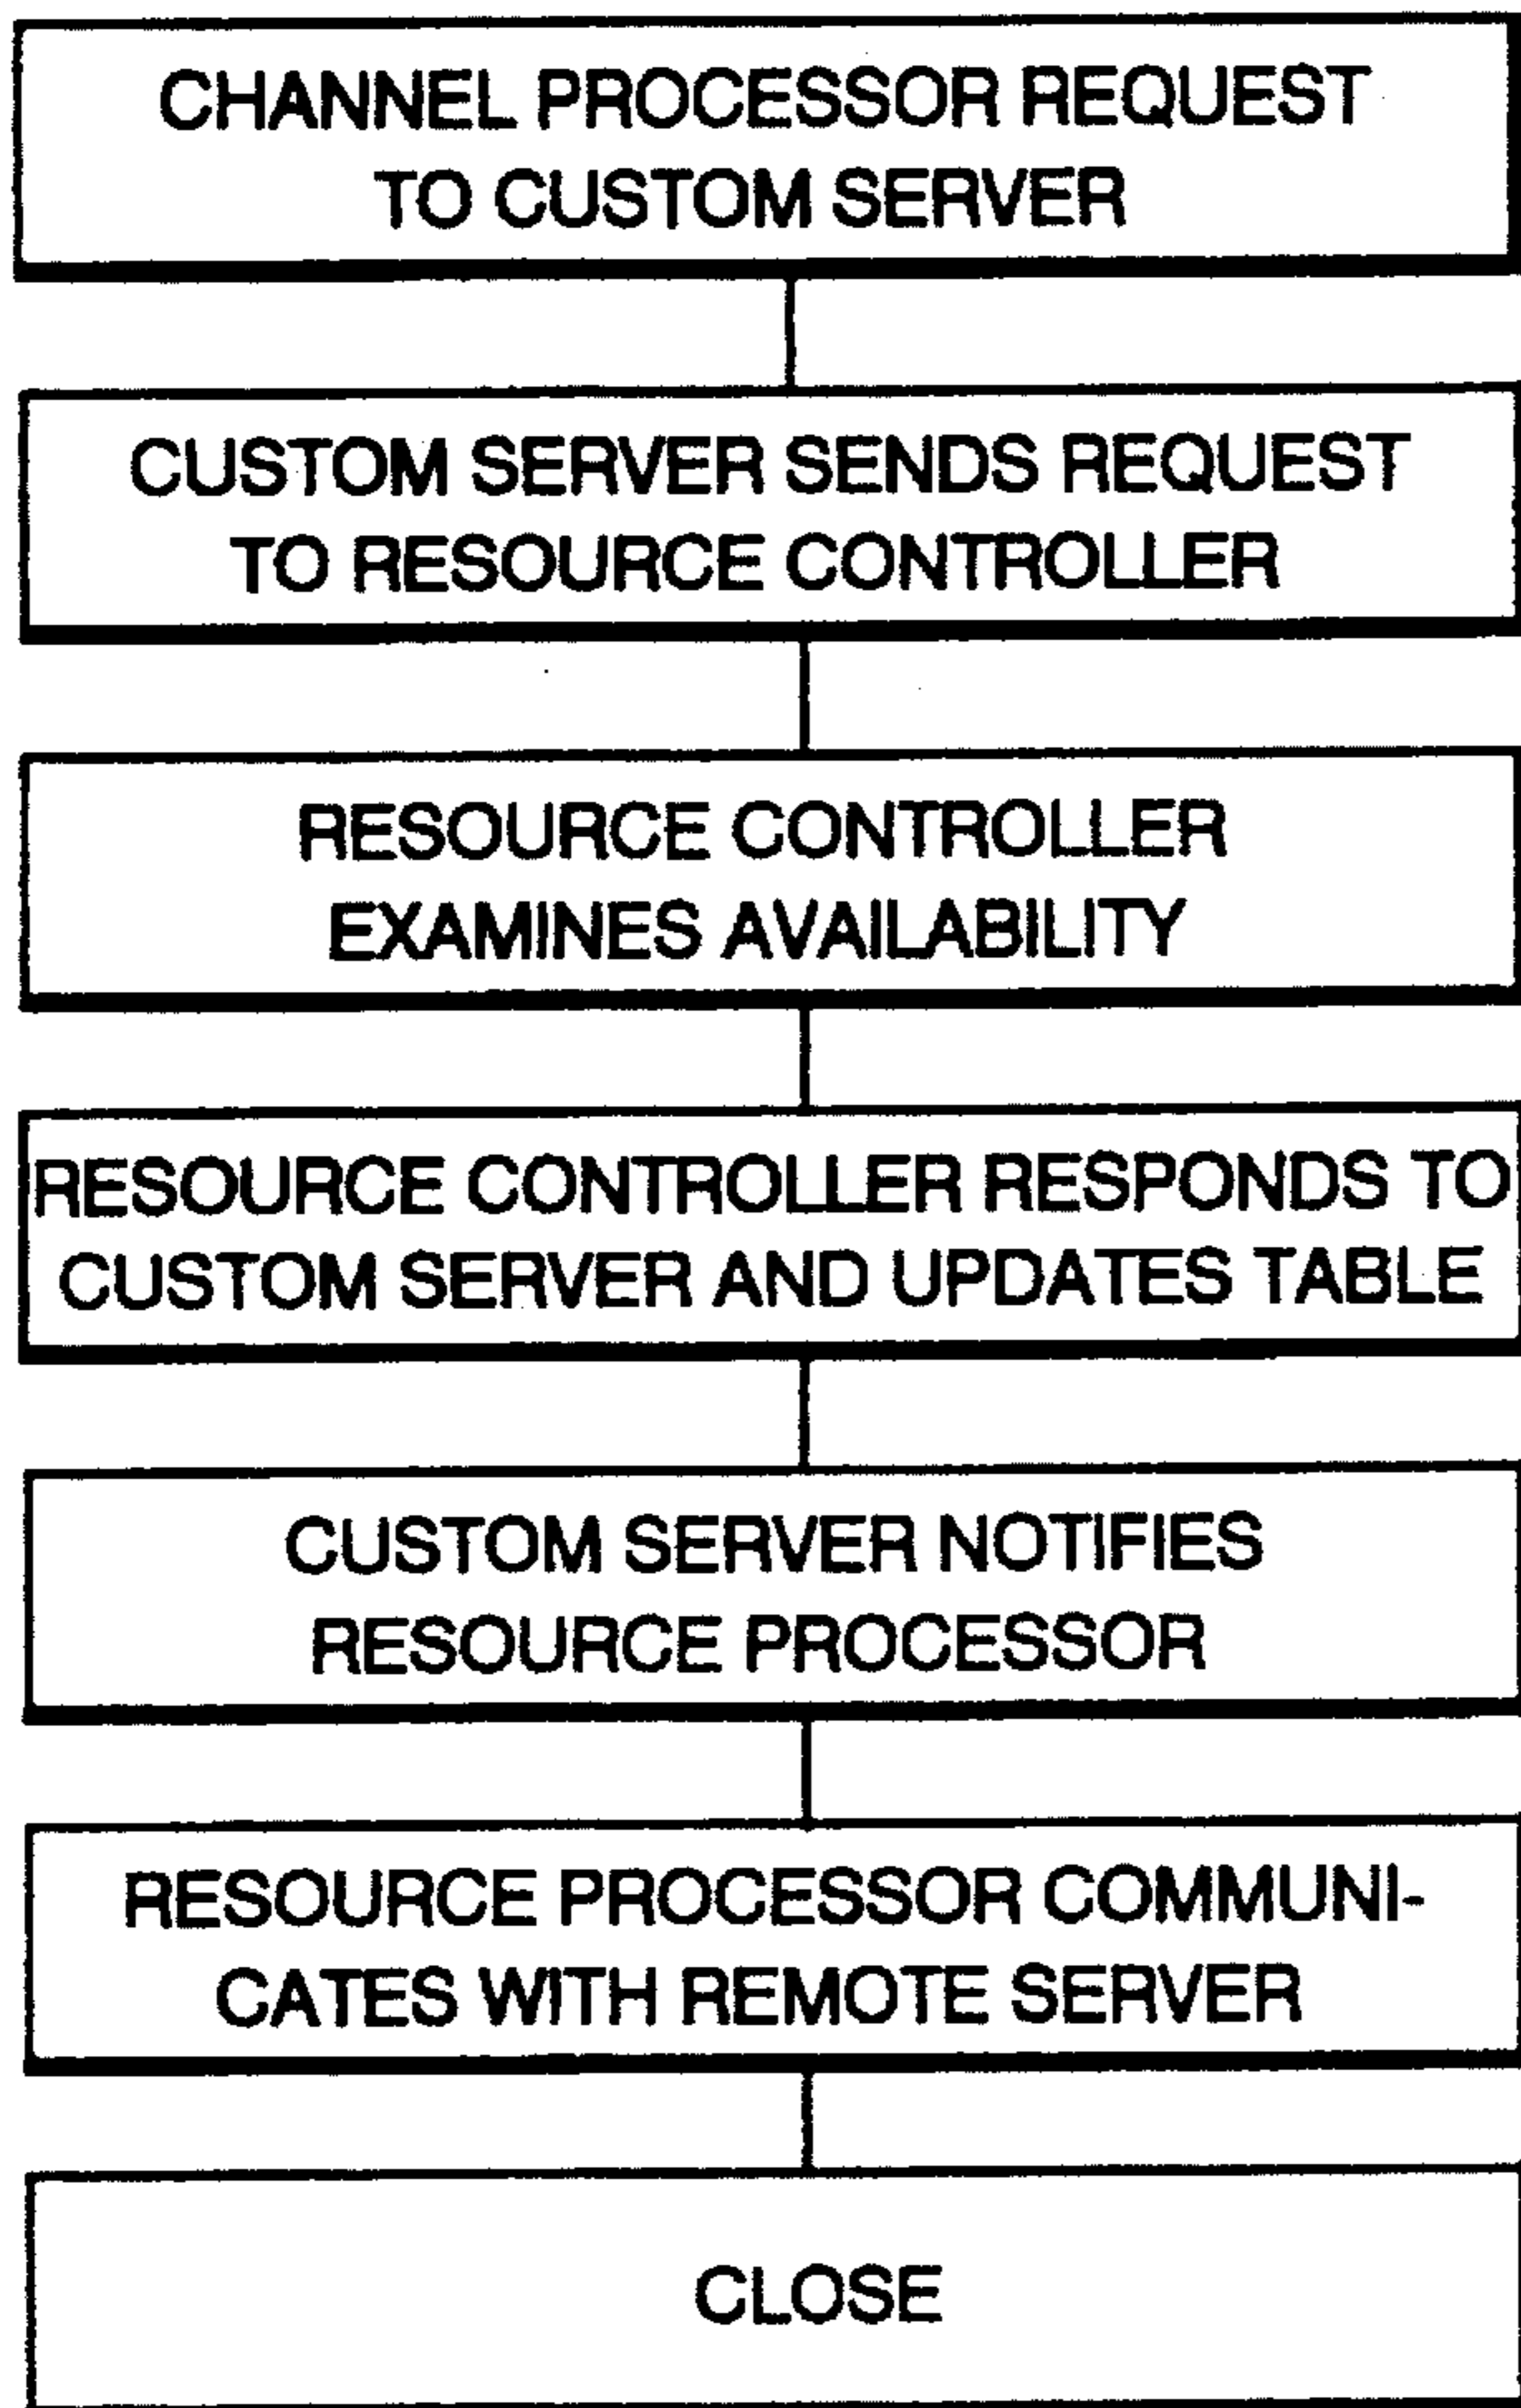 CHANNEL PROCESSOR REQUEST
TO CUSTOM SERVER
CUSTOM SERVER SENDS REQUEST
TO RESOURCE CONTROLLER
RESOURCE CONTROLLER
EXAMINES AVAILABILITY
RESOURCE CONTROLLER RESPONDS TO
CUSTOM SERVER AND UPDATES TABLE
CUSTOM SERVER NOTIFIES
RESOURCE PROCESSOR
RESOURCE PROCESSOR COMMUNI-
CATES WITH REMOTE SERVER
CLOSE